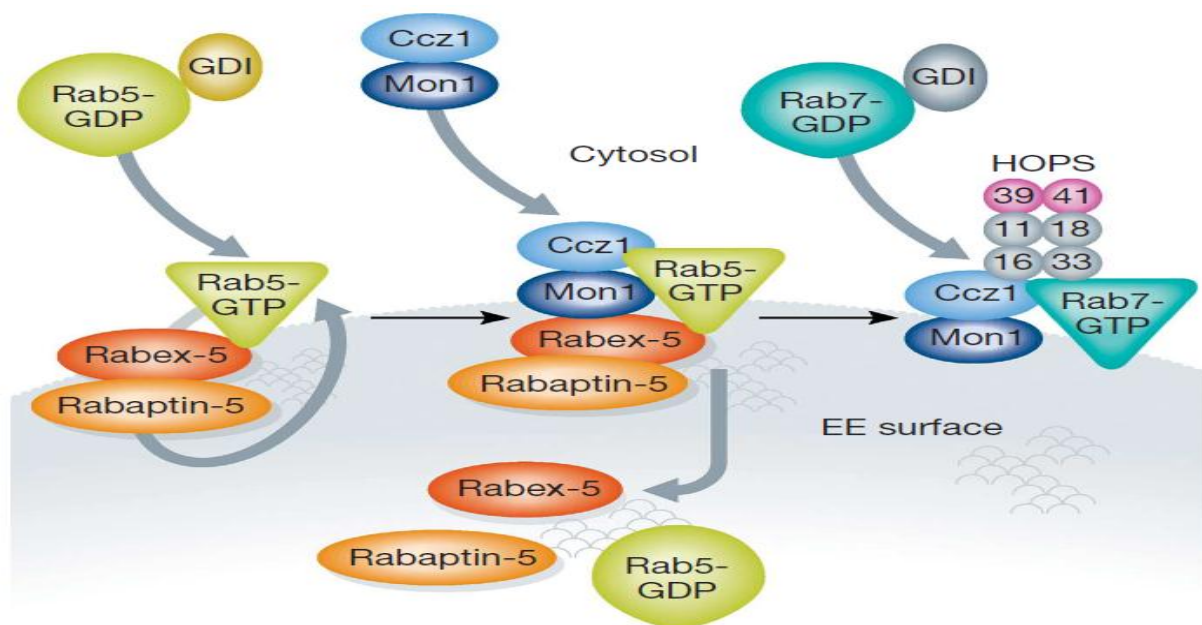 Rab5-
GDP
GDI
Ccz1
Mon1
Rab7-
GDP
GDI
Cytosol
HOPS
39 41
11 18
16 33
Rab5-
GTP
Rabex-5
Rabaptin-5
Ccz1
Mon1
Rab5-
GTP
Rabex-5
Rabaptin-5
Ccz1
Mon1
Rab7-
GTP
EE surface
Rabex-5
Rabaptin-5
Rab5-
GDP